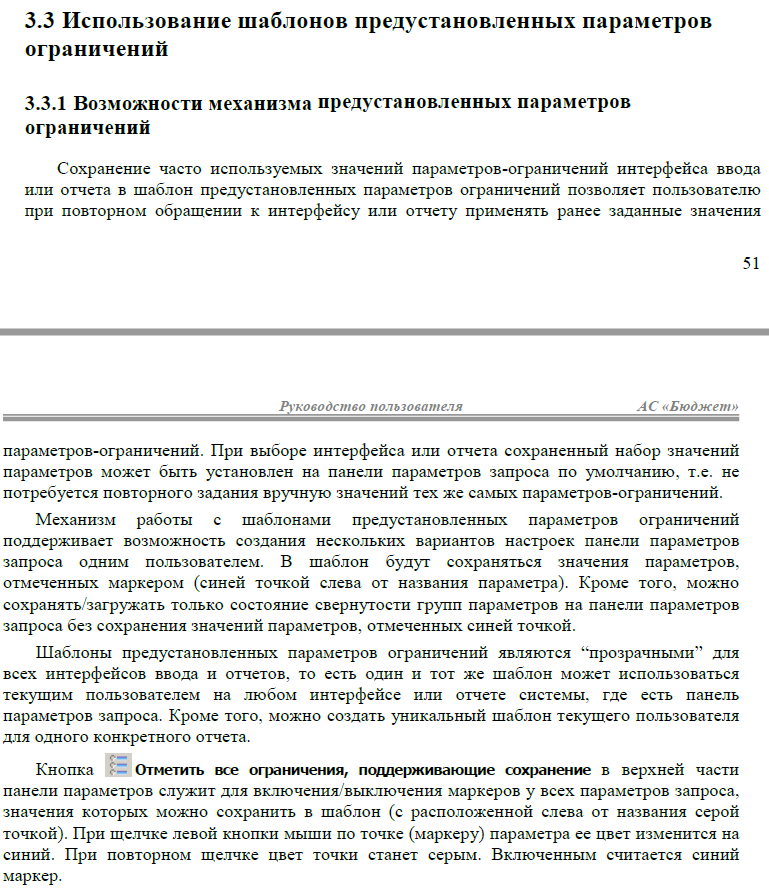 3.3 Использование шаблонов предустановленных параметров
ограничений
3.3.1 Возможности механизма предустановленных параметров
ограничений
Сохранение часто используемых значений параметров-ограничений интерфейса ввода
или отчета в шаблон предустановленных параметров ограничений позволяет пользователю
при повторном обращении к интерфейсу или отчету применять ранее заданные значения
51
Руководство пользователя АС «Бюджет»
параметров-ограничений. При выборе интерфейса или отчета сохраненный набор значений
параметров может быть установлен на панели параметров запроса по умолчанию, т.е. не
потребуется повторного задания вручную значений тех же самых параметров-ограничений.
Механизм работы с шаблонами предустановленных параметров ограничений
поддерживает возможность создания нескольких вариантов настроек панели параметров
запроса одним пользователем. В шаблон будут сохраняться значения параметров,
отмеченных маркером (синей точкой слева от названия параметра). Кроме того, можно
сохранять/загружать только состояние свернутости групп параметров на панели параметров
запроса без сохранения значений параметров, отмеченных синей точкой.
Шаблоны предустановленных параметров ограничений являются “прозрачными” для
всех интерфейсов ввода и отчетов, то есть один и тот же шаблон может использоваться
текущим пользователем на любом интерфейсе или отчете системы, где есть панель
параметров запроса. Кроме того, можно создать уникальный шаблон текущего пользователя
для одного конкретного отчета.
Кнопка Отметить все ограничения, поддерживающие сохранение в верхней части
панели параметров служит для включения/выключения маркеров у всех параметров запроса,
значения которых можно сохранить в шаблон (с расположенной слева от названия серой
точкой). При щелчке левой кнопки мыши по точке (маркеру) параметра ее цвет изменится на
синий. При повторном щелчке цвет точки станет серым. Включенным считается синий
маркер.